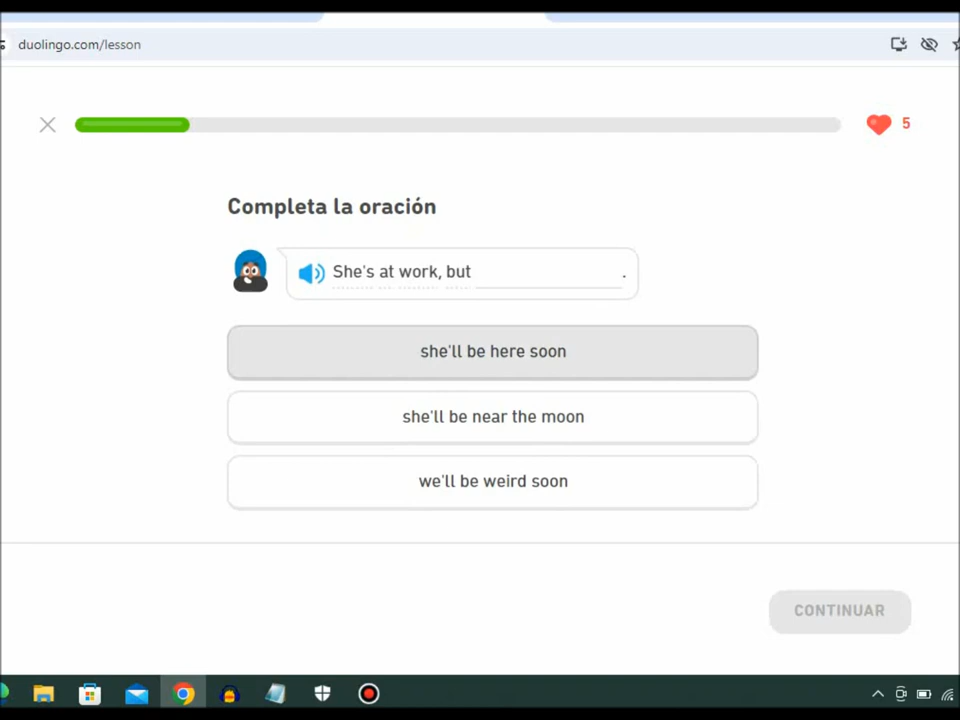 duolingo.com/lesson
5
Completa la oración
She's at work, but .
she'll be here soon
she'll be near the moon
we'll be weird soon
CONTINUAR